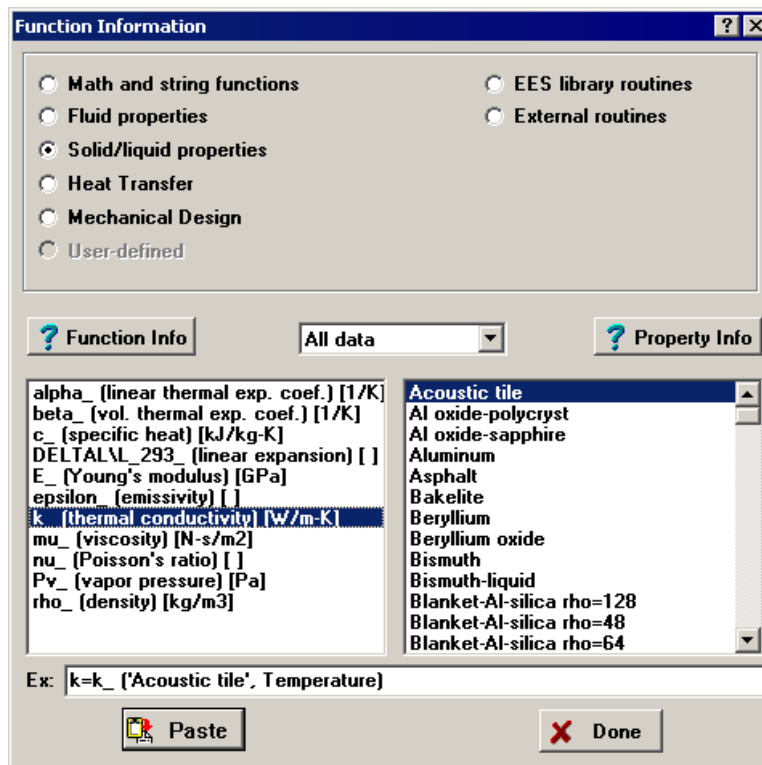 Function Information
Math and string functions
Fluid properties
Solid/liquid properties
Heat Transfer
Mechanical Design
User-defined
EES library routines
External routines
? Function Info
All data
? Property Info
alpha_ (linear thermal exp. coef.) [1/K]
beta_ (vol. thermal exp. coef.) [1/K]
c_ (specific heat) [kJ/kg-K]
DELTAL\L_293_ (linear expansion) [ ]
E_ (Young's modulus) [GPa]
epsilon_ (emissivity) [ ]
k_ (thermal conductivity) [W/m-K]
mu_ (viscosity) [N-s/m2]
nu_ (Poisson's ratio) [ ]
Pv_ (vapor pressure) [Pa]
rho_ (density) [kg/m3]
Acoustic tile
Al oxide-polycryst
Al oxide-sapphire
Aluminum
Asphalt
Bakelite
Beryllium
Beryllium oxide
Bismuth
Bismuth-liquid
Blanket-Al-silica rho=128
Blanket-Al-silica rho=48
Blanket-Al-silica rho=64
Ex: k=k_ ('Acoustic tile', Temperature)
Paste
Done